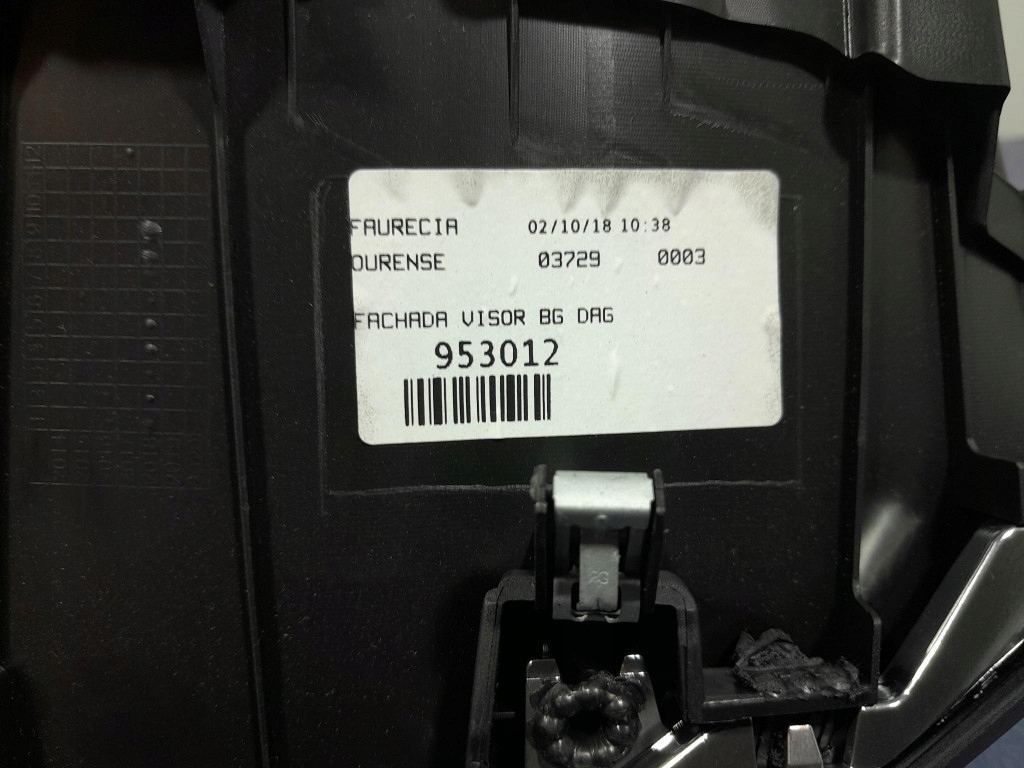 FAURECIA 02/10/18 10:38
OURENSE 03729 0003
FACHADA VISOR BG DAG
953012